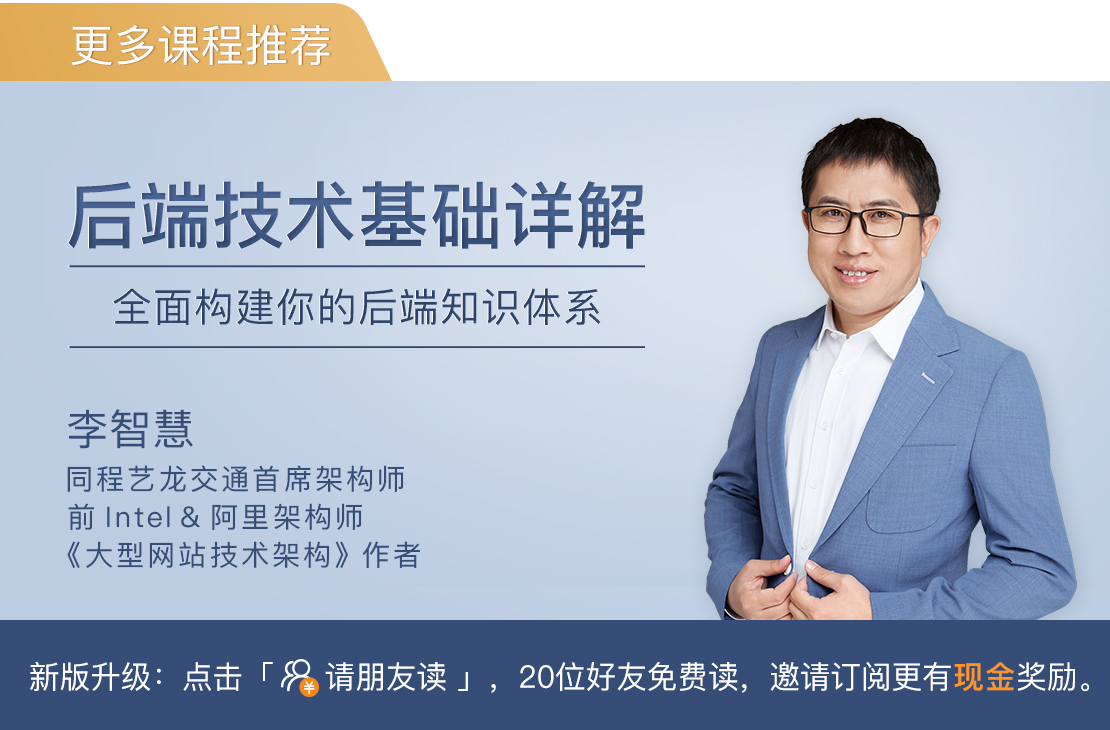 更多课程推荐
后端技术基础详解
全面构建你的后端知识体系
李智慧
同程艺龙交通首席架构师
前 Intel & 阿里架构师
《大型网站技术架构》作者
新版升级：点击「¥请朋友读」，20位好友免费读，邀请订阅更有现金奖励。